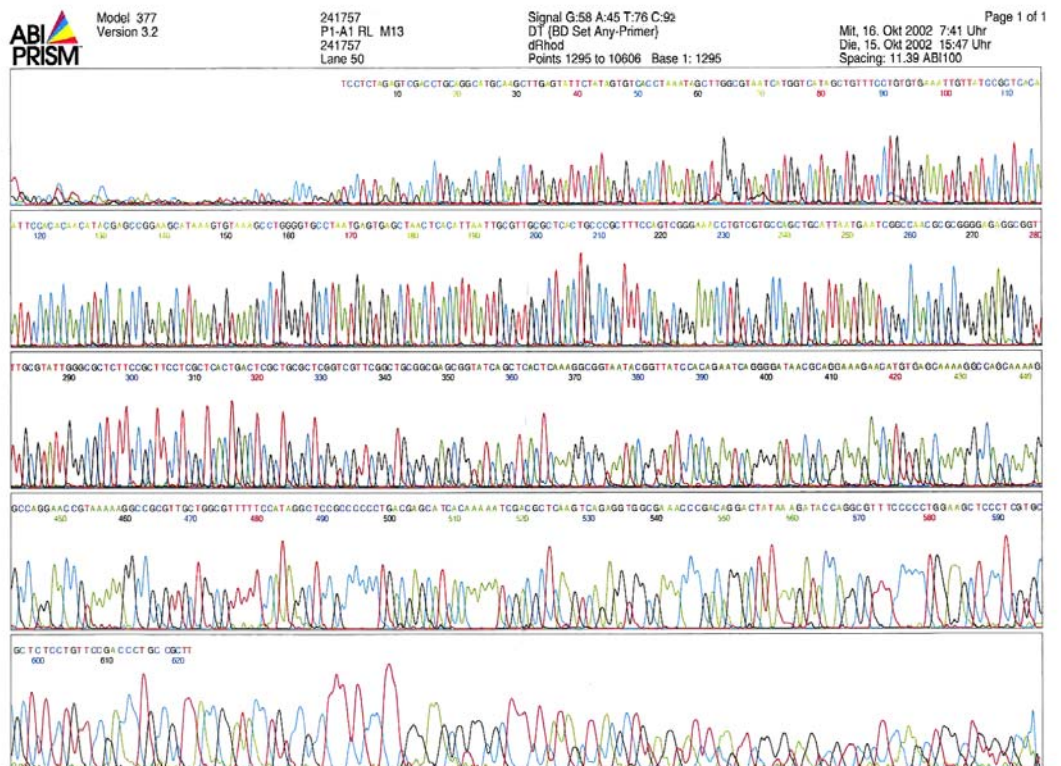 ABI PRISM
Model 377
Version 3.2
241757
P1-A1 RL M13
241757
Lane 50
Signal G:58 A:45 T:76 C:92
DT {BD Set Any-Primer}
dRhod
Points 1295 to 10606 Base 1: 1295
Page 1 of 1
Mit, 16. Okt 2002 7:41 Uhr
Die, 15. Okt 2002 15:47 Uhr
Spacing: 11.39 ABI100
TCCTCTAGAGTCGACCTGCAGGCATGCAAGCTTGAGTATTCTATAGTGTCACCTAAATAGCTTGGCGTAATCATGGTCATAGCTGTTTCCTGTGTGAAATTGTTATCCGCTCACA
10 20 30 40 50 60 70 80 90 100 110
ATTCCACACAACATACGAGCCGGAAGCATAAAGTGTAAAGCCTGGGGTGCCTAATGAGTGAGCTAACTCACATTAATTGCGTTGCGCTCACTGCCCGCTTTCCAGTCGGGAAACCTGTCGTGCCAGCTGCATTAATGAATCGGCCAACGCGCGGGGAGAGGCGGT
120 130 140 150 160 170 180 190 200 210 220 230 240 250 260 270 280
TTGCGTATTGGGCGCTCTTCCGCTTCCTCGCTCACTGACTCGCTGCGCTCGGTCGTTCGGCTGCGGCGAGCGGTATCAGCTCACTCAAAGGCGGTAATACGGTTATCCACAGAATCAGGGGATAACGCAGGAAAGAACATGTGAGCAAAAGGCCAGCAAAAG
290 300 310 320 330 340 350 360 370 380 390 400 410 420 430 440
GCCAGGAACCGTAAAAAGGCCGCGTTGCTGGCGTTTTTCCATAGGCTCCGCCCCCCTGACGAGCATCACAAAAATCGACGCTCAAGTCAGAGGTGGCGAAACCCGACAGGACTATAAAGATACCAGGCGTTTCCCCCTGGAAGCTCCCTCGTGC
450 460 470 480 490 500 510 520 530 540 550 560 570 580 590
GCTCTCCTGTTCCGACCCTGC CGCTT
600 610 620